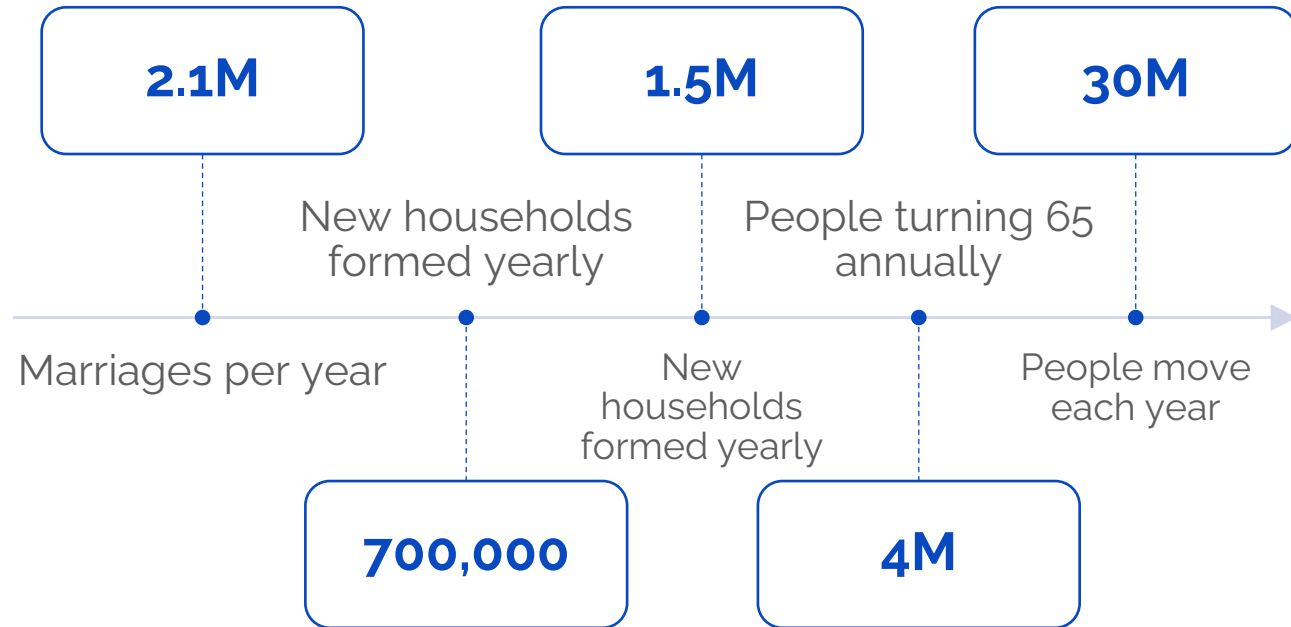 2.1M
1.5M
30M
New households
formed yearly
People turning 65
annually
Marriages per year
New
households
formed yearly
People move
each year
700,000
4M